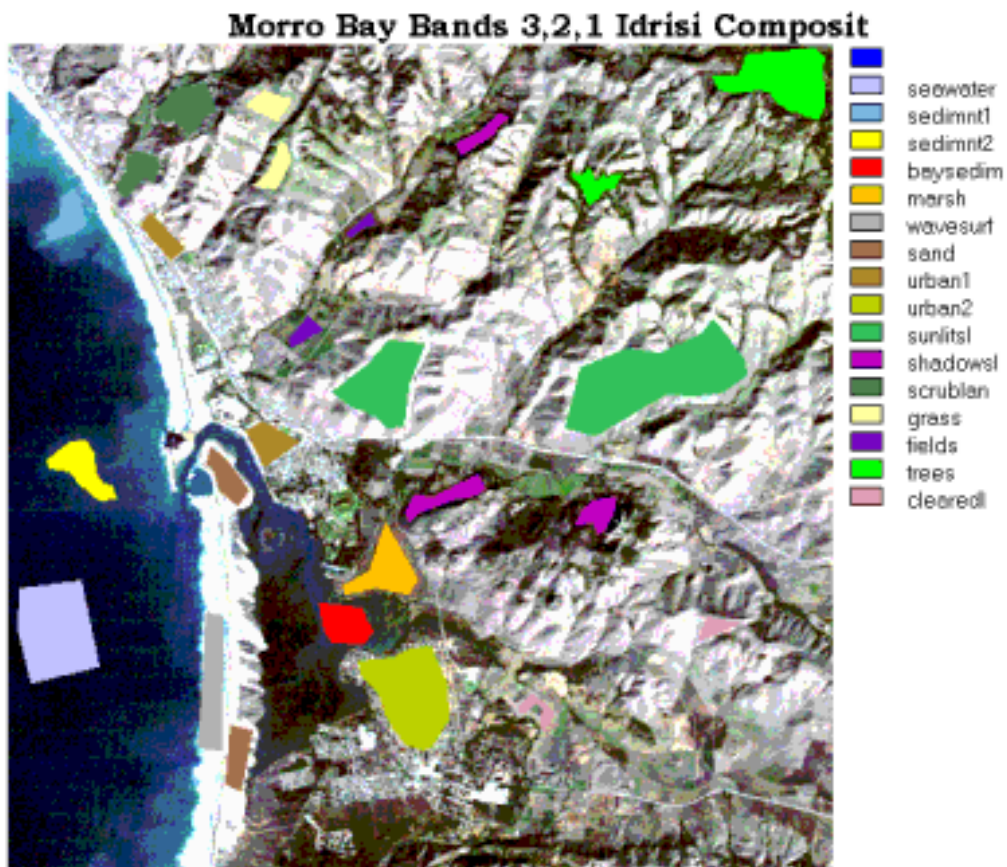 Morro Bay Bands 3,2,1 Idrisi Composit
seawater
sedimnt1
sedimnt2
baysedim
marsh
wavesurf
sand
urban1
urban2
sunlitsl
shadowsl
scrublan
grass
fields
trees
clearedl